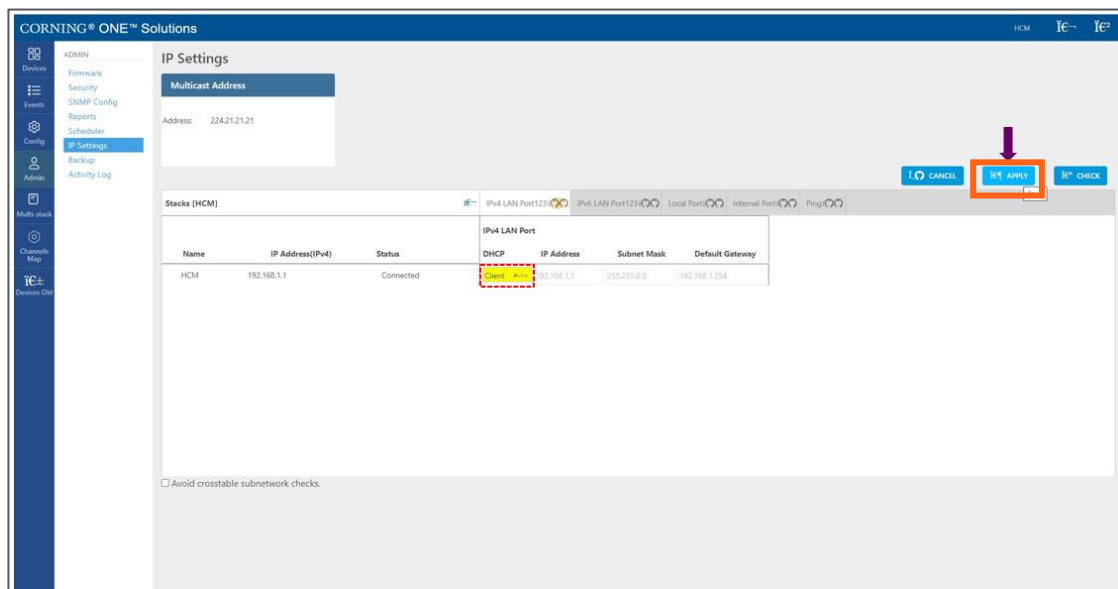 CORNING® ONE™ Solutions
HCM
ï€¬
ï€²
Devices
Events
Config
Admin
Multi-stack
Channels Map
ï€±
Devices Old
ADMIN
Firmware
Security
SNMP Config
Reports
Scheduler
IP Settings
Backup
Activity Log
IP Settings
Multicast Address
Address: 224.21.21.21
CANCEL
APPLY
CHECK
Stacks [HCM]
IPv4 LAN Port123
IPv6 LAN Port123
Local Port
Internal Port
Ping
IPv4 LAN Port
Name IP Address(IPv4) Status DHCP IP Address Subnet Mask Default Gateway
HCM 192.168.1.1 Connected Client 192.168.1.1 255.255.0.0 192.168.1.254
Avoid crosstable subnetwork checks.